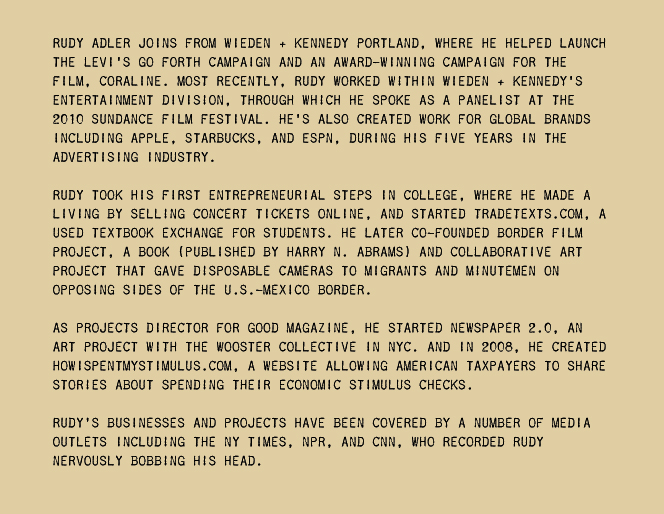 RUDY ADLER JOINS FROM WIEDEN + KENNEDY PORTLAND, WHERE HE HELPED LAUNCH
THE LEVI'S GO FORTH CAMPAIGN AND AN AWARD-WINNING CAMPAIGN FOR THE
FILM, CORALINE. MOST RECENTLY, RUDY WORKED WITHIN WIEDEN + KENNEDY'S
ENTERTAINMENT DIVISION, THROUGH WHICH HE SPOKE AS A PANELIST AT THE
2010 SUNDANCE FILM FESTIVAL. HE'S ALSO CREATED WORK FOR GLOBAL BRANDS
INCLUDING APPLE, STARBUCKS, AND ESPN, DURING HIS FIVE YEARS IN THE
ADVERTISING INDUSTRY.
RUDY TOOK HIS FIRST ENTREPRENEURIAL STEPS IN COLLEGE, WHERE HE MADE A
LIVING BY SELLING CONCERT TICKETS ONLINE, AND STARTED TRADETEXTS.COM, A
USED TEXTBOOK EXCHANGE FOR STUDENTS. HE LATER CO-FOUNDED BORDER FILM
PROJECT, A BOOK (PUBLISHED BY HARRY N. ABRAMS) AND COLLABORATIVE ART
PROJECT THAT GAVE DISPOSABLE CAMERAS TO MIGRANTS AND MINUTEMEN ON
OPPOSING SIDES OF THE U.S.-MEXICO BORDER.
AS PROJECTS DIRECTOR FOR GOOD MAGAZINE, HE STARTED NEWSPAPER 2.0, AN
ART PROJECT WITH THE WOOSTER COLLECTIVE IN NYC. AND IN 2008, HE CREATED
HOWISPENTMYSTIMULUS.COM, A WEBSITE ALLOWING AMERICAN TAXPAYERS TO SHARE
STORIES ABOUT SPENDING THEIR ECONOMIC STIMULUS CHECKS.
RUDY'S BUSINESSES AND PROJECTS HAVE BEEN COVERED BY A NUMBER OF MEDIA
OUTLETS INCLUDING THE NY TIMES, NPR, AND CNN, WHO RECORDED RUDY
NERVOUSLY BOBBING HIS HEAD.